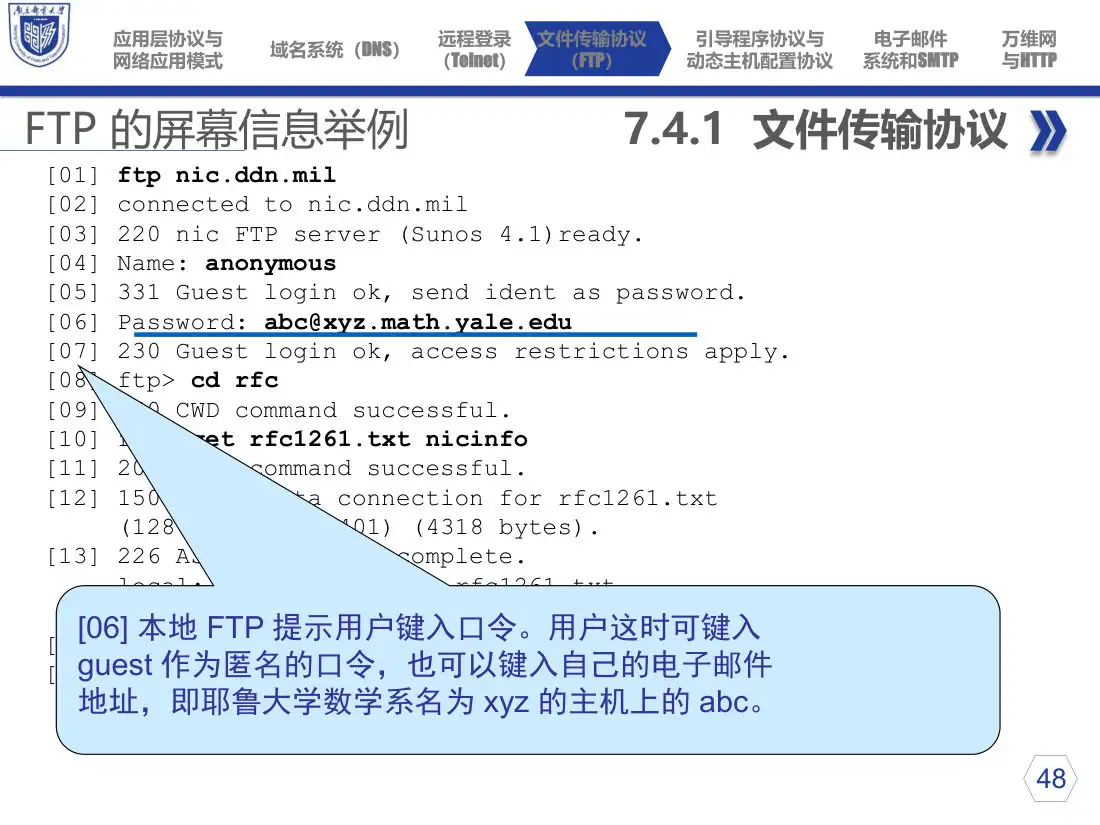 应用层协议与
网络应用模式
域名系统（DNS）
远程登录
（Telnet）
文件传输协议
（FTP）
引导程序协议与
动态主机配置协议
电子邮件
系统和SMTP
万维网
与HTTP
FTP 的屏幕信息举例
7.4.1 文件传输协议
[01] ftp nic.ddn.mil
[02] connected to nic.ddn.mil
[03] 220 nic FTP server (Sunos 4.1)ready.
[04] Name: anonymous
[05] 331 Guest login ok, send ident as password.
[06] Password: abc@xyz.math.yale.edu
[07] 230 Guest login ok, access restrictions apply.
[08] ftp> cd rfc
[09] CWD command successful.
[10] rfc1261.txt nicinfo
[11] command successful.
[12] 150 connection for rfc1261.txt
(4318 bytes).
[13] 226 complete.
local: rfc1261.txt
[06] 本地 FTP 提示用户键入口令。用户这时可键入
guest 作为匿名的口令，也可以键入自己的电子邮件
地址，即耶鲁大学数学系名为 xyz 的主机上的 abc。
48